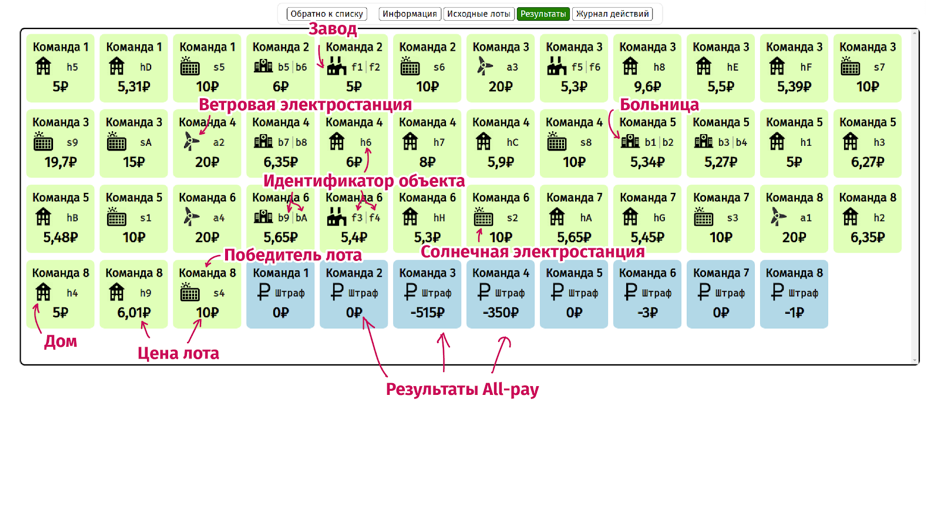 Обратно к списку Информация Исходные лоты Результаты Журнал действий
Завод
Команда 1 Команда 1 Команда 1 Команда 2 Команда 2 Команда 2 Команда 3 Команда 3 Команда 3 Команда 3 Команда 3 Команда 3
h5 hD s5 b5|b6 f1|f2 s6 a3 f5|f6 h8 hE hF s7
5₽ 5,31₽ 10₽ 6₽ 5₽ 10₽ 20₽ 5,3₽ 9,6₽ 5,5₽ 5,39₽ 10₽
Ветровая электростанция Больница
Команда 3 Команда 3 Команда 4 Команда 4 Команда 4 Команда 4 Команда 4 Команда 4 Команда 5 Команда 5 Команда 5 Команда 5
s9 sA a2 b7|b8 h6 h7 hC s8 b1|b2 b3|b4 h1 h3
19,7₽ 15₽ 20₽ 6,35₽ 6₽ 8₽ 5,9₽ 10₽ 5,34₽ 5,27₽ 5₽ 6,27₽
Идентификатор объекта
Команда 5 Команда 5 Команда 6 Команда 6 Команда 6 Команда 6 Команда 6 Команда 7 Команда 7 Команда 7 Команда 8 Команда 8
hB s1 a4 b9|bA f3|f4 hH s2 hA hG s3 a1 h2
5,48₽ 10₽ 20₽ 5,65₽ 5,4₽ 5,3₽ 10₽ 5,65₽ 5,45₽ 10₽ 20₽ 6,35₽
Победитель лота Солнечная электростанция
Команда 8 Команда 8 Команда 8 Команда 1 Команда 2 Команда 3 Команда 4 Команда 5 Команда 6 Команда 7 Команда 8
h4 h9 s4 ₽ Штраф ₽ Штраф ₽ Штраф ₽ Штраф ₽ Штраф ₽ Штраф ₽ Штраф ₽ Штраф
5₽ 6,01₽ 10₽ 0₽ 0₽ -515₽ -350₽ 0₽ -3₽ 0₽ -1₽
Дом
Цена лота
Результаты All-pay